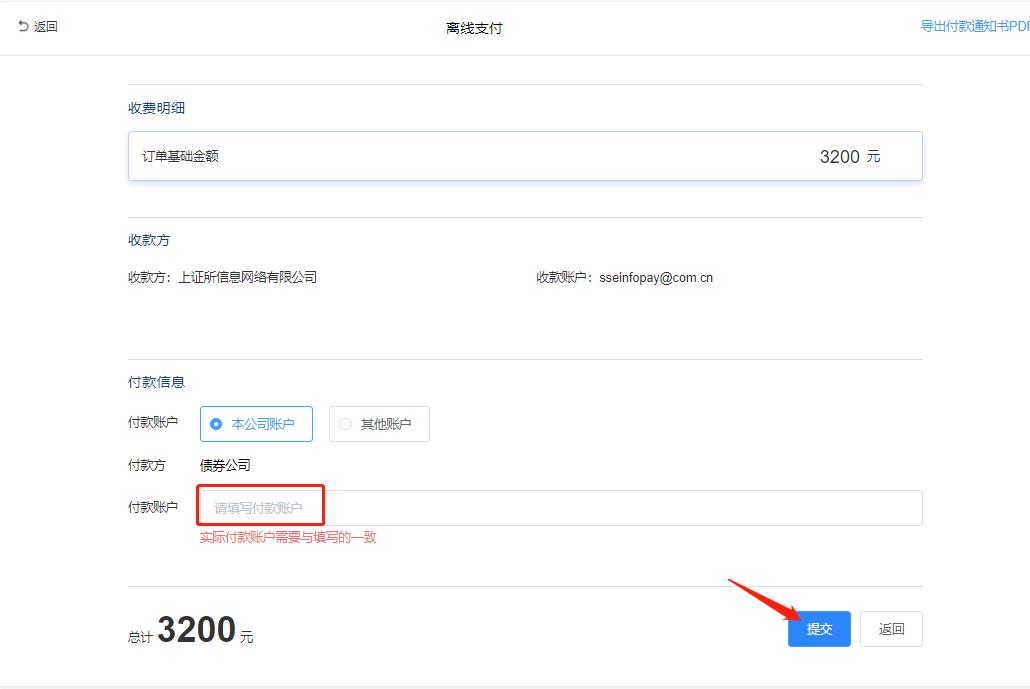 返回
离线支付
导出付款通知书PDF
收费明细
订单基础金额 3200 元
收款方
收款方：上证所信息网络有限公司 收款账户：sseinfopay@com.cn
付款信息
付款账户 本公司账户 其他账户
付款方 债券公司
付款账户 请填写付款账户
实际付款账户需要与填写的一致
总计 3200 元 提交 返回